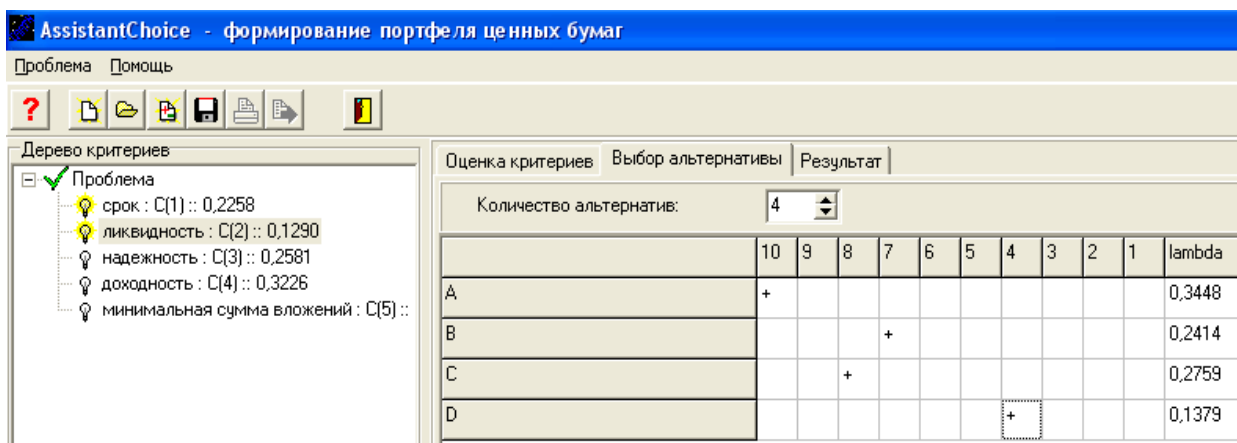 AssistantChoice - формирование портфеля ценных бумаг
Проблема Помощь
?
Дерево критериев
Проблема
срок : C(1) :: 0,2258
ликвидность : C(2) :: 0,1290
надежность : C(3) :: 0,2581
доходность : C(4) :: 0,3226
минимальная сумма вложений : C(5) ::
Оценка критериев Выбор альтернативы Результат
Количество альтернатив: 4
10 9 8 7 6 5 4 3 2 1 lambda
A + 0,3448
B + 0,2414
C + 0,2759
D + 0,1379